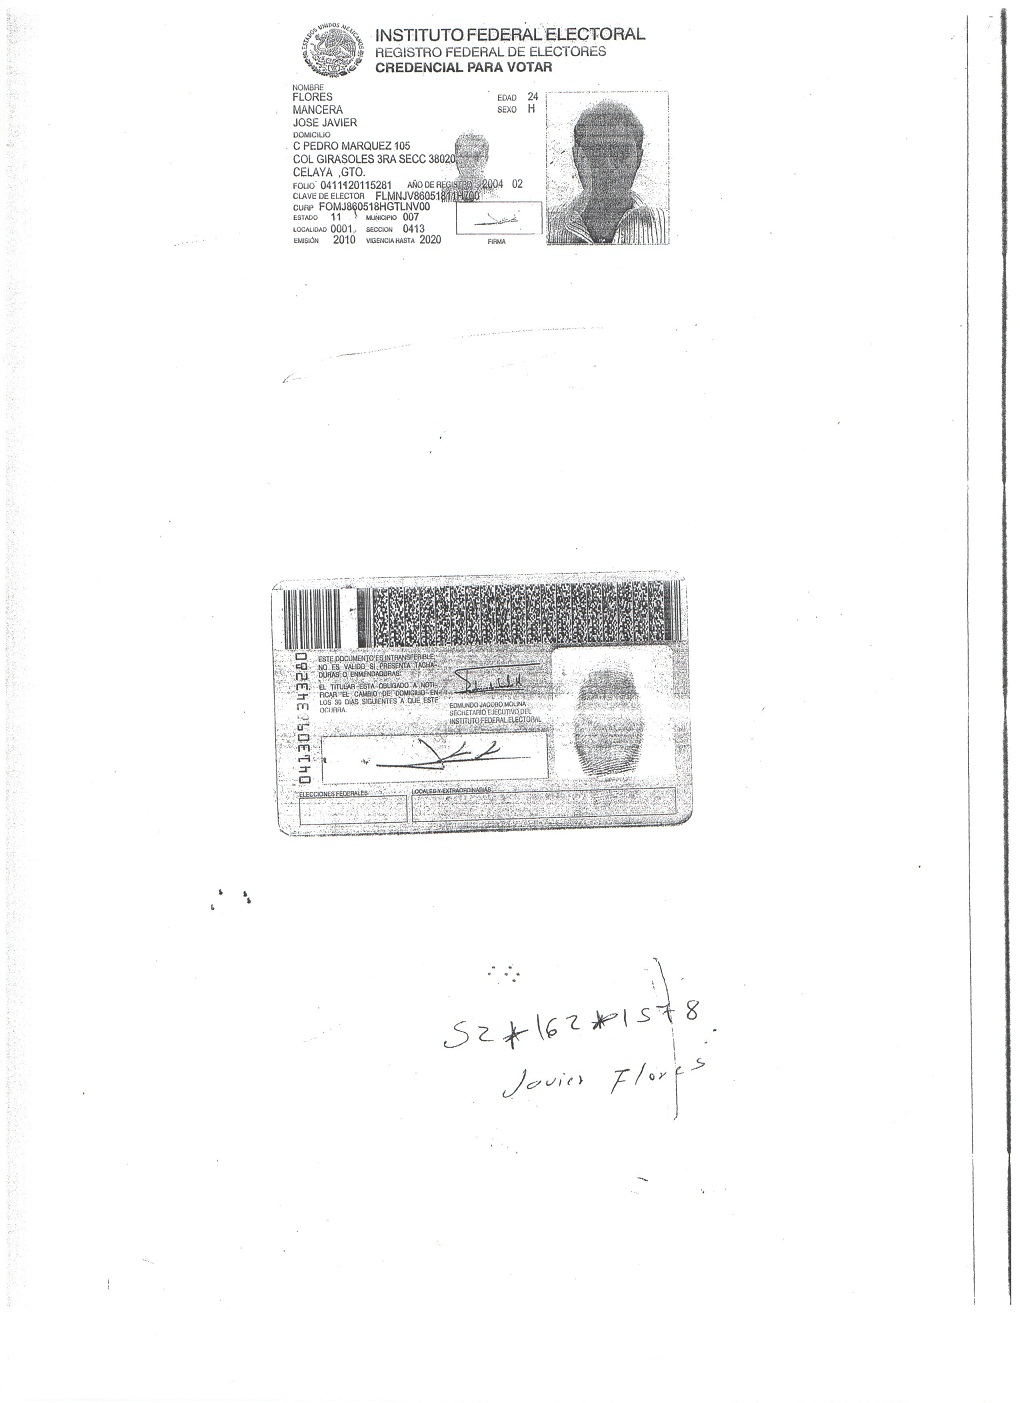 ESTADOS UNIDOS MEXICANOS
INSTITUTO FEDERAL ELECTORAL
REGISTRO FEDERAL DE ELECTORES
CREDENCIAL PARA VOTAR
NOMBRE
FLORES
MANCERA
JOSE JAVIER
EDAD 24
SEXO H
DOMICILIO
C PEDRO MARQUEZ 105
COL GIRASOLES 3RA SECC 38020
CELAYA ,GTO.
FOLIO 0411120115281 AÑO DE REGISTRO 2004 02
CLAVE DE ELECTOR FLMNJV86051811H700
CURP FOMJ860518HGTLNV00
ESTADO 11 MUNICIPIO 007
LOCALIDAD 0001 SECCION 0413
EMISIÓN 2010 VIGENCIA HASTA 2020
FIRMA
ESTE DOCUMENTO ES INTRANSFERIBLE,
NO ES VALIDO SI PRESENTA TACHA-
DURAS O ENMENDADURAS.
EL TITULAR ESTA OBLIGADO A NOTI-
FICAR EL CAMBIO DE DOMICILIO EN
LOS 30 DIAS SIGUIENTES A QUE ESTE
OCURRA.
EDMUNDO JACOBO MOLINA
SECRETARIO EJECUTIVO DEL
INSTITUTO FEDERAL ELECTORAL
ELECCIONES FEDERALES
LOCALES Y EXTRAORDINARIAS
52*162*1578
Javier Flores